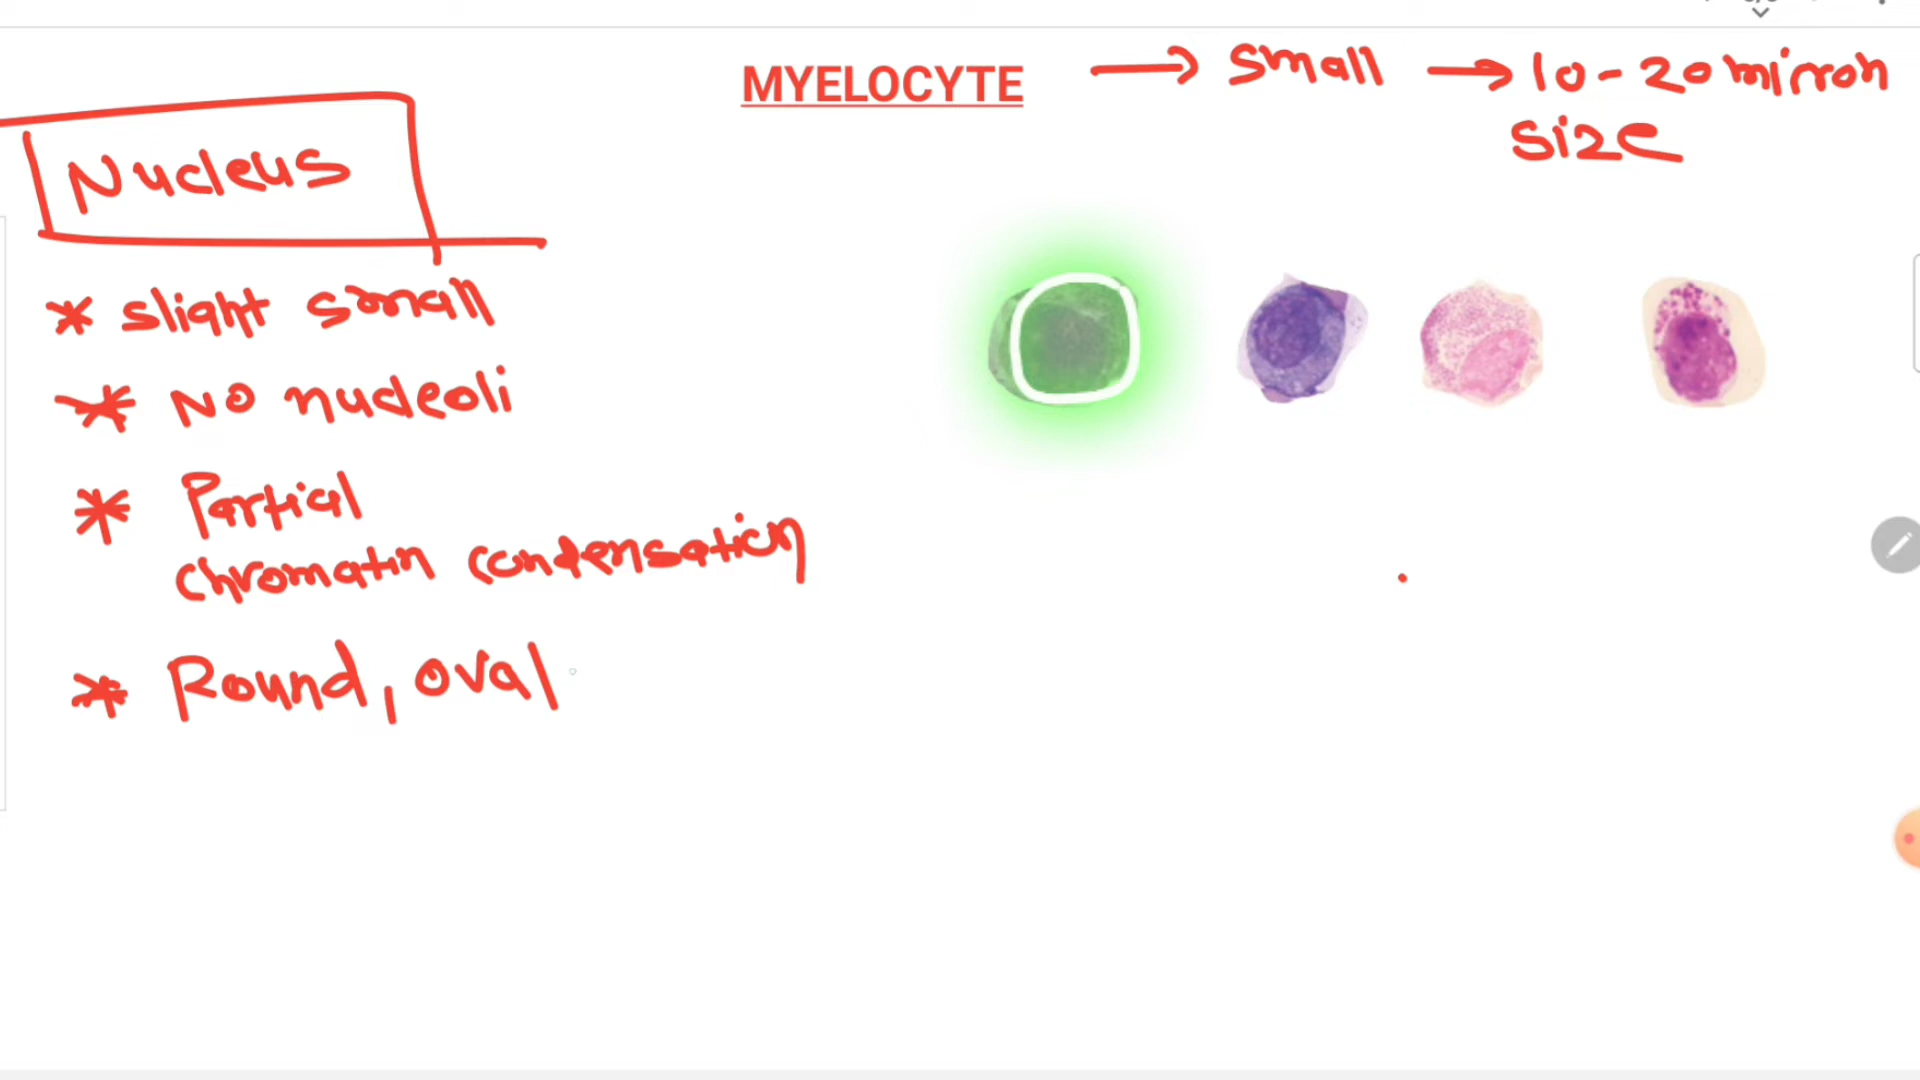 MYELOCYTE → small → 10-20 micron
size
Nucleus
* slight small
* No nucleoli
* Partial
chromatin condensation
* Round, oval